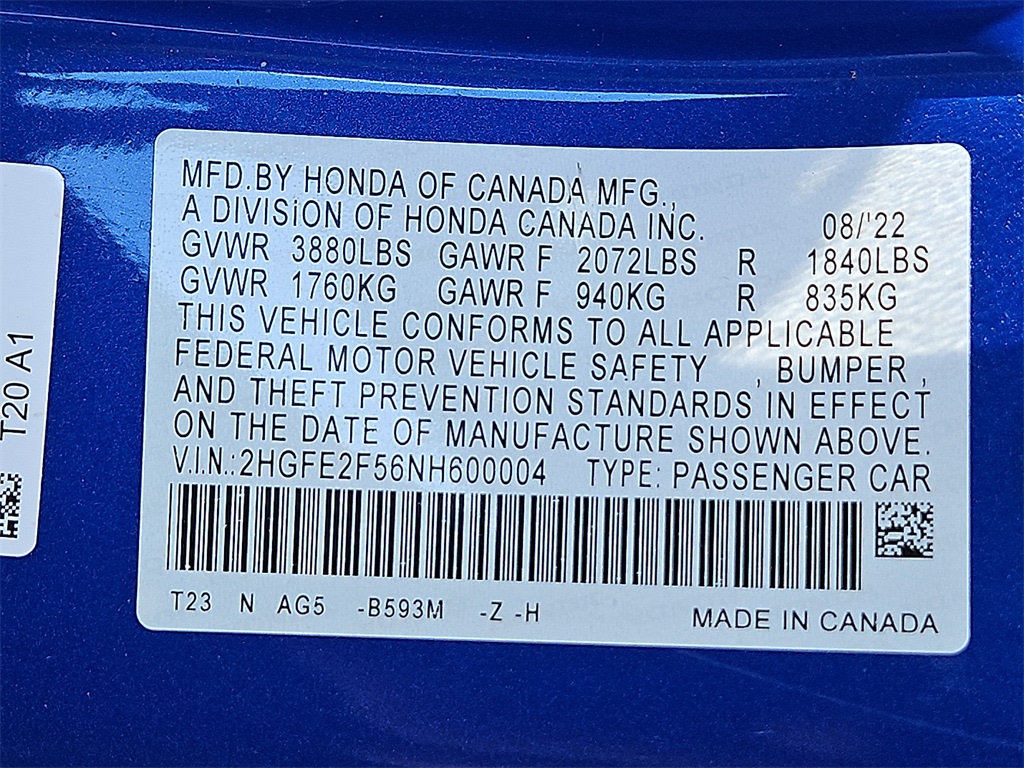 MFD.BY HONDA OF CANADA MFG.,
A DIVISION OF HONDA CANADA INC. 08/'22
GVWR 3880LBS GAWR F 2072LBS R 1840LBS
GVWR 1760KG GAWR F 940KG R 835KG
THIS VEHICLE CONFORMS TO ALL APPLICABLE
FEDERAL MOTOR VEHICLE SAFETY , BUMPER ,
AND THEFT PREVENTION STANDARDS IN EFFECT
ON THE DATE OF MANUFACTURE SHOWN ABOVE.
V.I.N.:2HGFE2F56NH600004 TYPE: PASSENGER CAR
T23 N AG5 -B593M -Z -H MADE IN CANADA
T20 A1